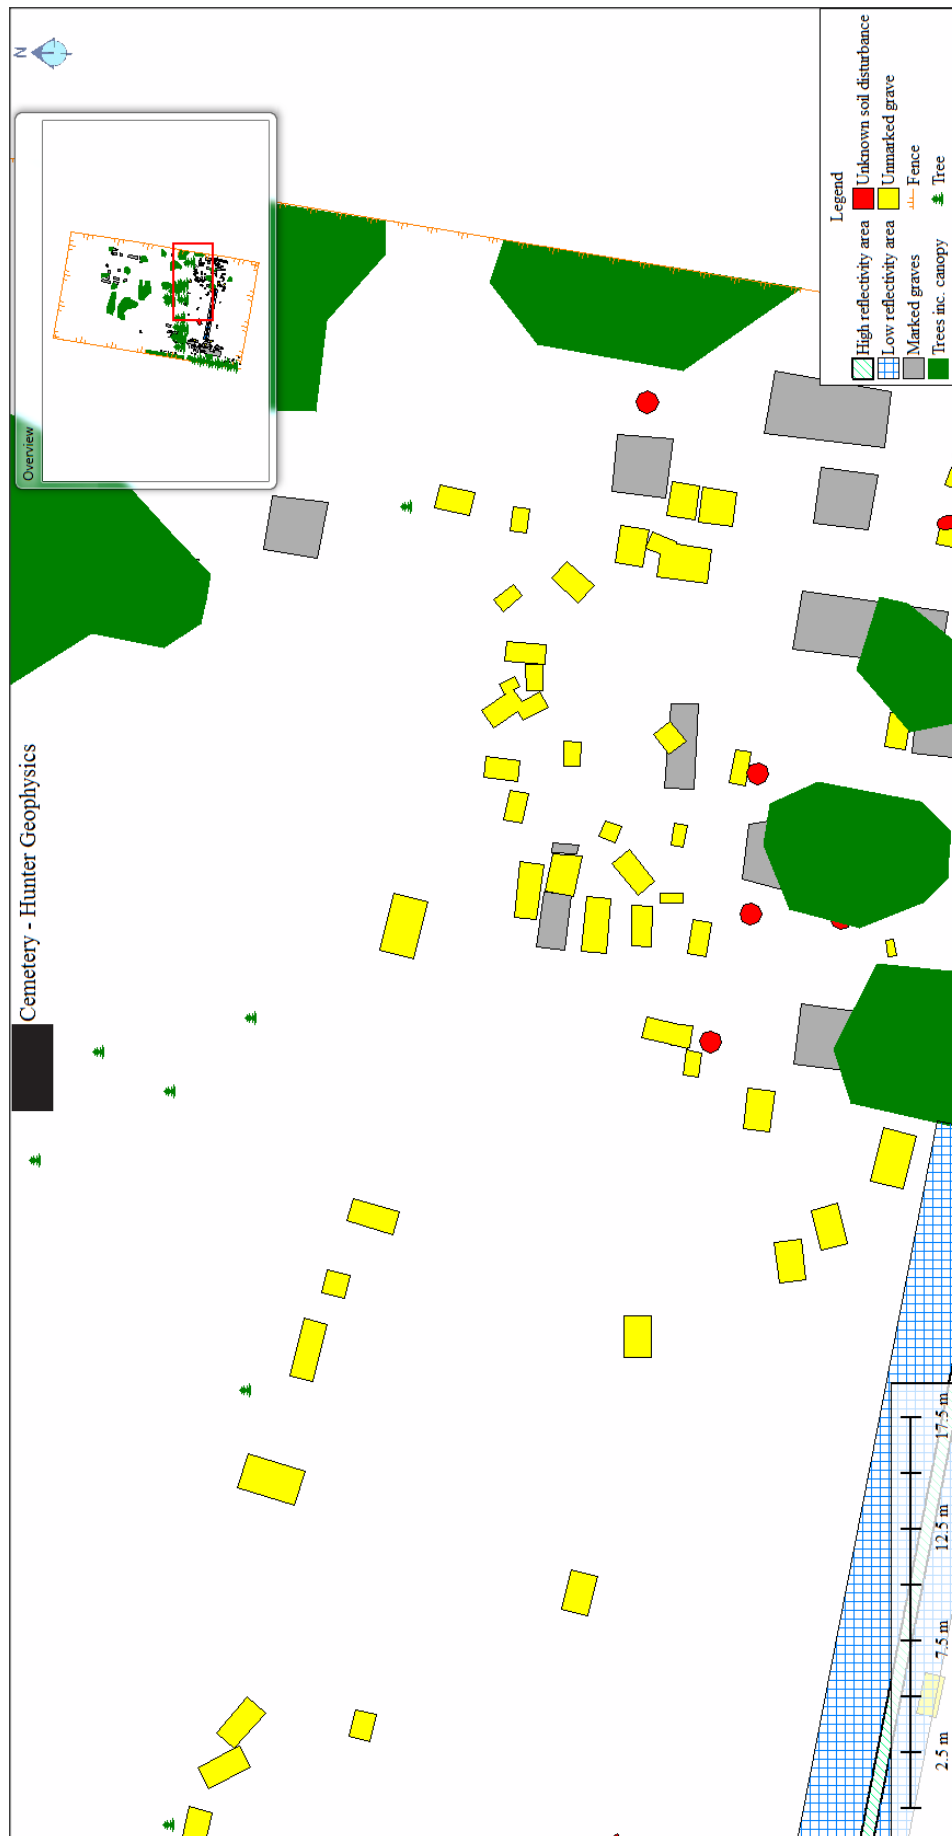 Cemetery - Hunter Geophysics
N
Overview
Legend
High reflectivity area
Unknown soil disturbance
Low reflectivity area
Unmarked grave
Marked graves
Fence
Trees inc. canopy
Tree
2.5 m
7.5 m
12.5 m
17.5 m